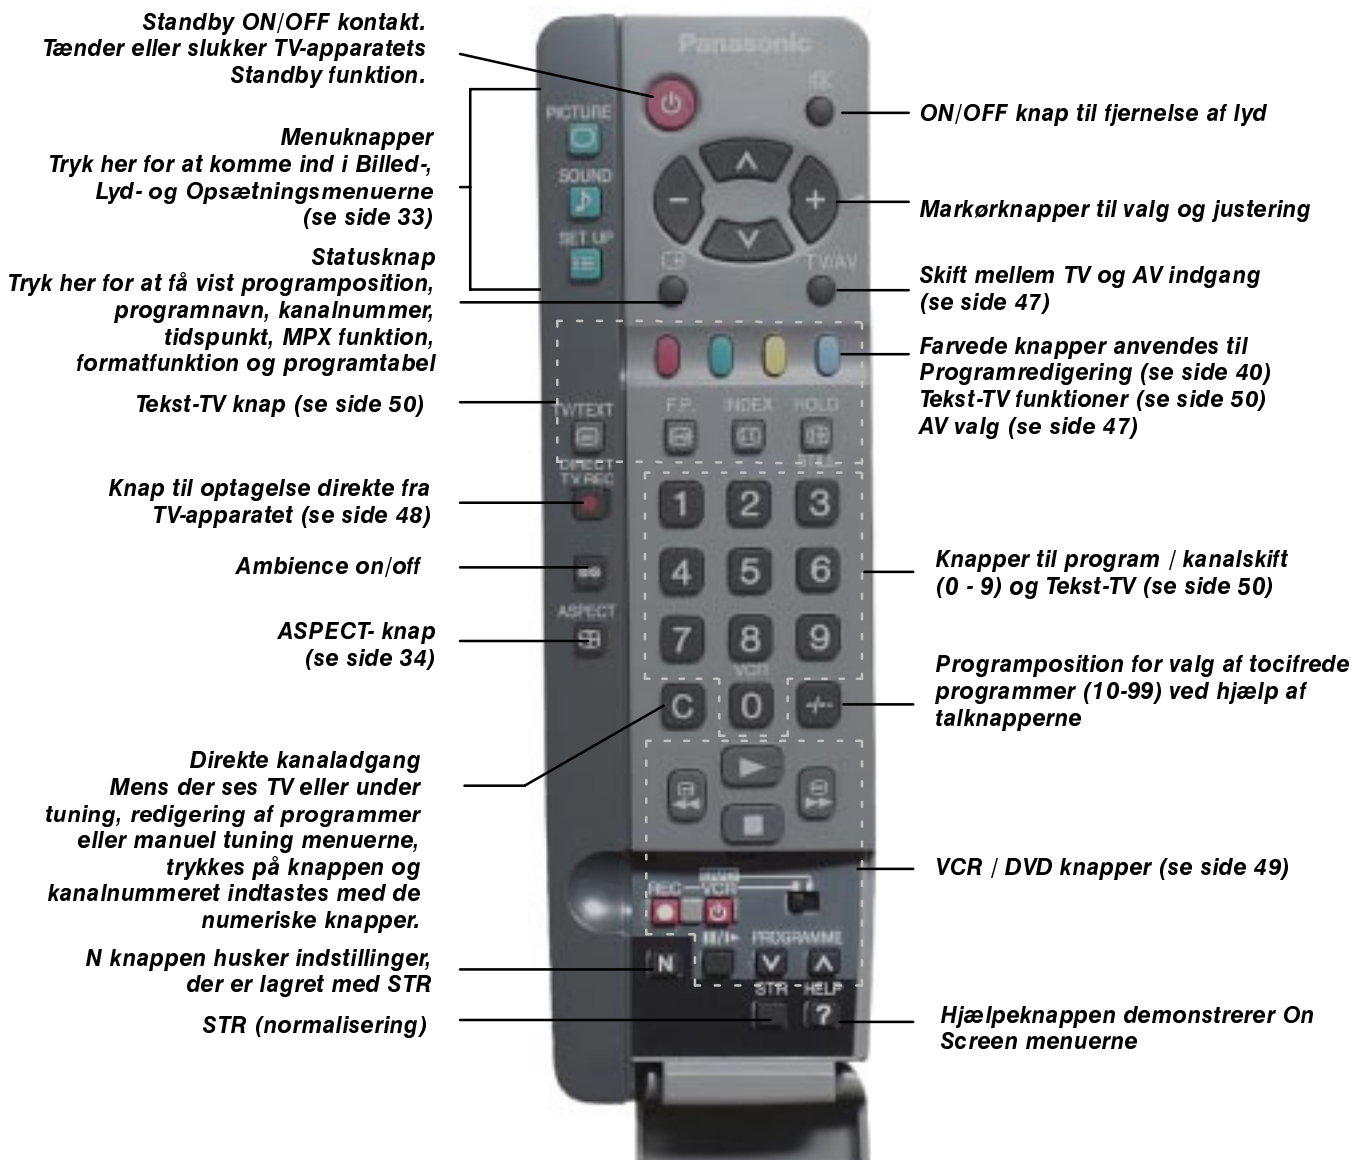 Standby ON/OFF kontakt.
Tænder eller slukker TV-apparatets
Standby funktion.
Menuknapper
Tryk her for at komme ind i Billed-,
Lyd- og Opsætningsmenuerne
(se side 33)
Statusknap
Tryk her for at få vist programposition,
programnavn, kanalnummer,
tidspunkt, MPX funktion,
formatfunktion og programtabel
Tekst-TV knap (se side 50)
Knap til optagelse direkte fra
TV-apparatet (se side 48)
Ambience on/off
ASPECT- knap
(se side 34)
Direkte kanaladgang
Mens der ses TV eller under
tuning, redigering af programmer
eller manuel tuning menuerne,
trykkes på knappen og
kanalnummeret indtastes med de
numeriske knapper.
N knappen husker indstillinger,
der er lagret med STR
STR (normalisering)
Panasonic
PICTURE
SOUND
SET UP
TV/AV
TV/TEXT
F.P.
INDEX
HOLD
DIRECT
TV REC
1 2 3
4 5 6
ASPECT
7 8 9
VCR
C 0 -/--
REC VCR
PROGRAMME
N
STR HELP
?
ON/OFF knap til fjernelse af lyd
Markørknapper til valg og justering
Skift mellem TV og AV indgang
(se side 47)
Farvede knapper anvendes til
Programredigering (se side 40)
Tekst-TV funktioner (se side 50)
AV valg (se side 47)
Knapper til program / kanalskift
(0 - 9) og Tekst-TV (se side 50)
Programposition for valg af tocifrede
programmer (10-99) ved hjælp af
talknapperne
VCR / DVD knapper (se side 49)
Hjælpeknappen demonstrerer On
Screen menuerne